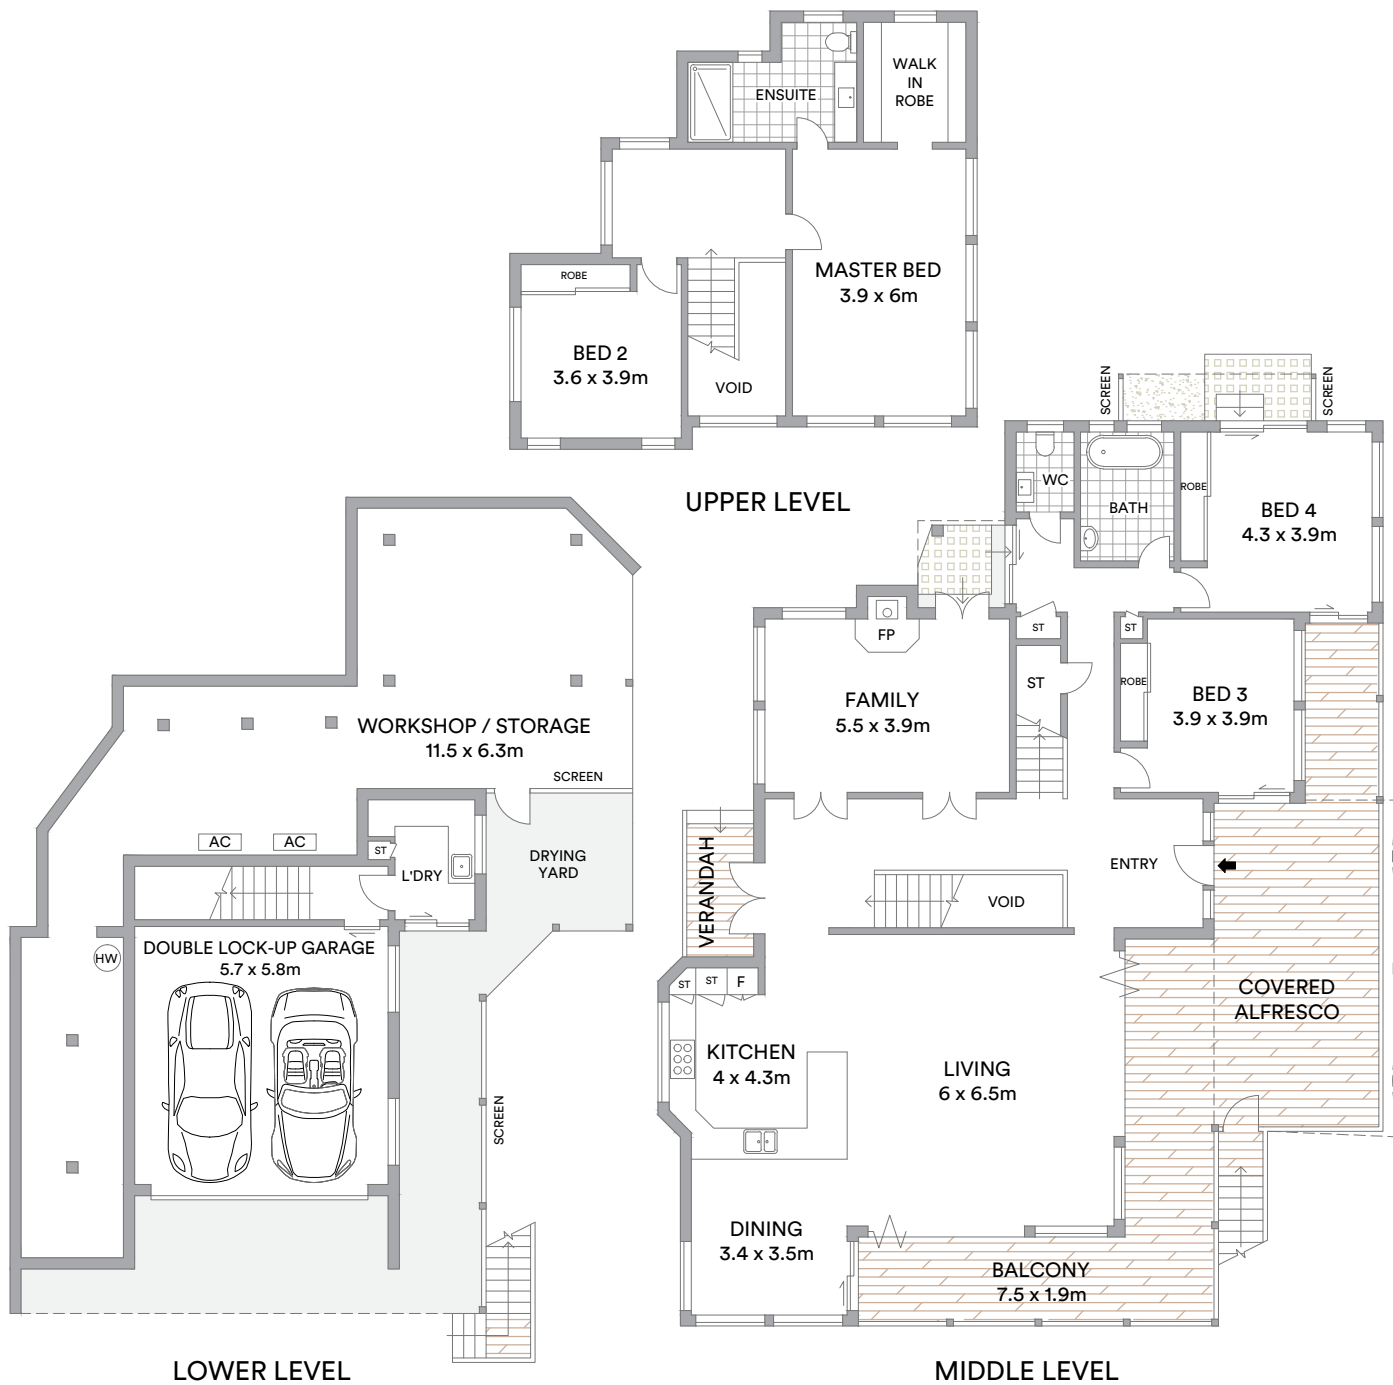 WALK
IN
ROBE
ENSUITE
MASTER BED
3.9 x 6m
ROBE
BED 2
3.6 x 3.9m
VOID
UPPER LEVEL
SCREEN
SCREEN
WC
BATH
ROBE
BED 4
4.3 x 3.9m
FP
ST
ST
ST
ROBE
FAMILY
5.5 x 3.9m
BED 3
3.9 x 3.9m
VERANDAH
ENTRY
VOID
ST
ST
F
KITCHEN
4 x 4.3m
LIVING
6 x 6.5m
COVERED
ALFRESCO
DINING
3.4 x 3.5m
BALCONY
7.5 x 1.9m
MIDDLE LEVEL
WORKSHOP / STORAGE
11.5 x 6.3m
SCREEN
AC
AC
ST
L'DRY
DRYING
YARD
DOUBLE LOCK-UP GARAGE
5.7 x 5.8m
HW
SCREEN
LOWER LEVEL